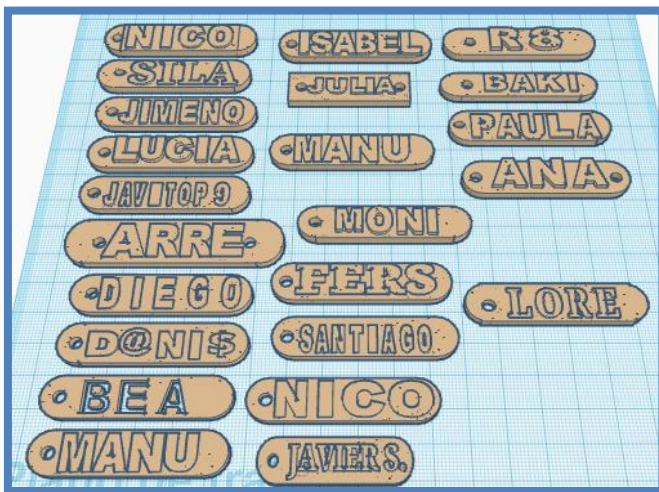 NICO
SILA
JIMENO
LUCIA
JAVITOP 9
ARRE
DIEGO
D@NI$
BEA
MANU
ISABEL
JULIA
MANU
MONI
FERS
SANTIAGO
NICO
JAVIER S.
R8
BAKI
PAULA
ANA
LORE